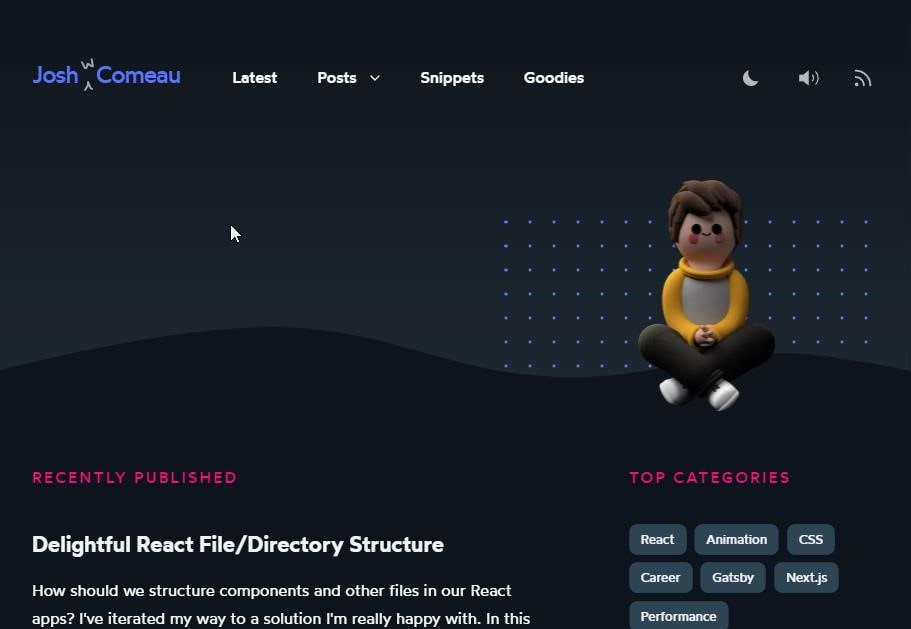 Josh W Comeau
Latest
Posts
Snippets
Goodies
RECENTLY PUBLISHED
Delightful React File/Directory Structure
How should we structure components and other files in our React
apps? I've iterated my way to a solution I'm really happy with. In this
TOP CATEGORIES
React
Animation
CSS
Career
Gatsby
Next.js
Performance